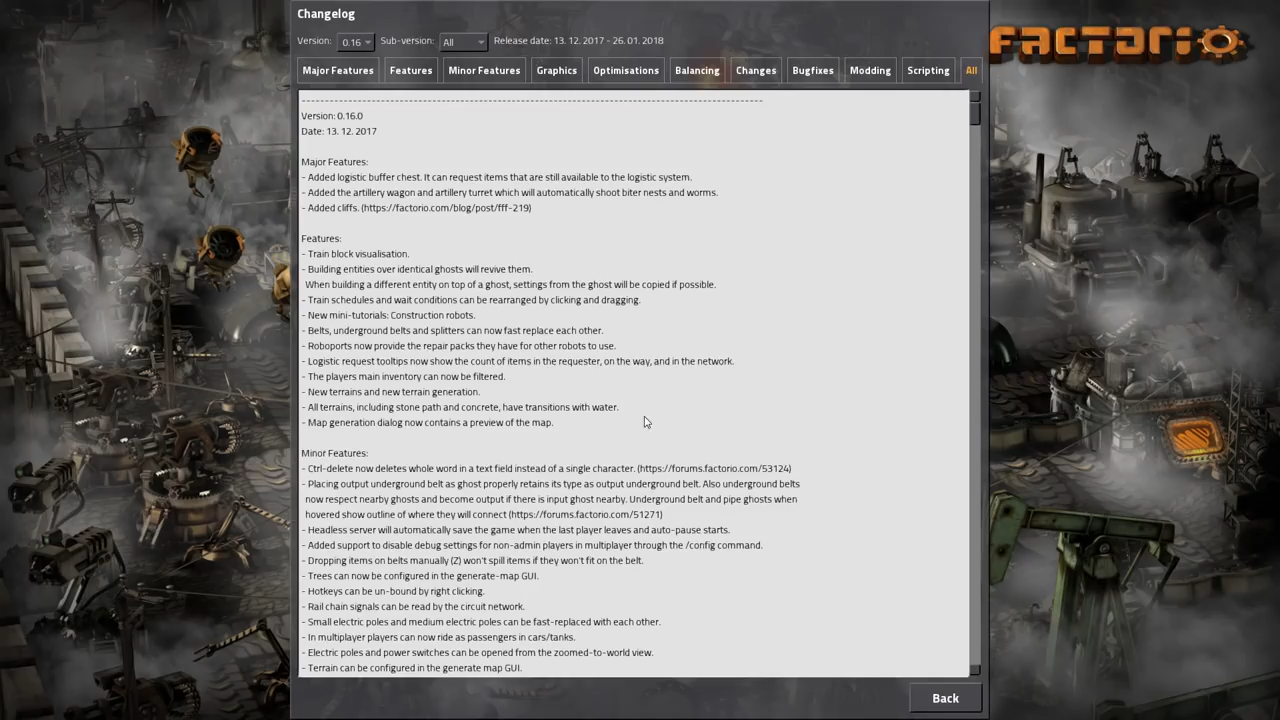 Changelog
FACTORIO
Version: 0.16 Sub-version: All Release date: 13. 12. 2017 - 26. 01. 2018
Major Features Features Minor Features Graphics Optimisations Balancing Changes Bugfixes Modding Scripting All
---------------------------------------------------------------------------------------------------
Version: 0.16.0
Date: 13. 12. 2017
Major Features:
- Added logistic buffer chest. It can request items that are still available to the logistic system.
- Added the artillery wagon and artillery turret which will automatically shoot biter nests and worms.
- Added cliffs. (https://factorio.com/blog/post/fff-219)
Features:
- Train block visualisation.
- Building entities over identical ghosts will revive them.
When building a different entity on top of a ghost, settings from the ghost will be copied if possible.
- Train schedules and wait conditions can be rearranged by clicking and dragging.
- New mini-tutorials: Construction robots.
- Belts, underground belts and splitters can now fast replace each other.
- Roboports now provide the repair packs they have for other robots to use.
- Logistic request tooltips now show the count of items in the requester, on the way, and in the network.
- The players main inventory can now be filtered.
- New terrains and new terrain generation.
- All terrains, including stone path and concrete, have transitions with water.
- Map generation dialog now contains a preview of the map.
Minor Features:
- Ctrl-delete now deletes whole word in a text field instead of a single character. (https://forums.factorio.com/53124)
- Placing output underground belt as ghost properly retains its type as output underground belt. Also underground belts
now respect nearby ghosts and become output if there is input ghost nearby. Underground belt and pipe ghosts when
hovered show outline of where they will connect (https://forums.factorio.com/51271)
- Headless server will automatically save the game when the last player leaves and auto-pause starts.
- Added support to disable debug settings for non-admin players in multiplayer through the /config command.
- Dropping items on belts manually (Z) won't spill items if they won't fit on the belt.
- Trees can now be configured in the generate-map GUI.
- Hotkeys can be un-bound by right clicking.
- Rail chain signals can be read by the circuit network.
- Small electric poles and medium electric poles can be fast-replaced with each other.
- In multiplayer players can now ride as passengers in cars/tanks.
- Electric poles and power switches can be opened from the zoomed-to-world view.
- Terrain can be configured in the generate map GUI.
Back